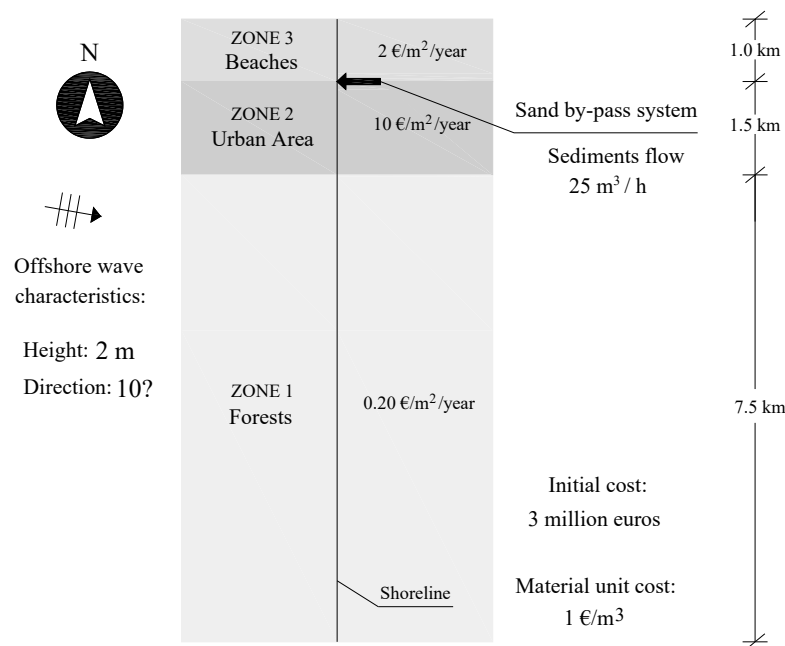 N
Offshore wave
characteristics:
Height: 2 m
Direction: 10?
ZONE 3
Beaches
2 €/m²/year
ZONE 2
Urban Area
10 €/m²/year
ZONE 1
Forests
0.20 €/m²/year
Shoreline
Sand by-pass system
Sediments flow
25 m³ / h
Initial cost:
3 million euros
Material unit cost:
1 €/m3
1.0 km
1.5 km
7.5 km